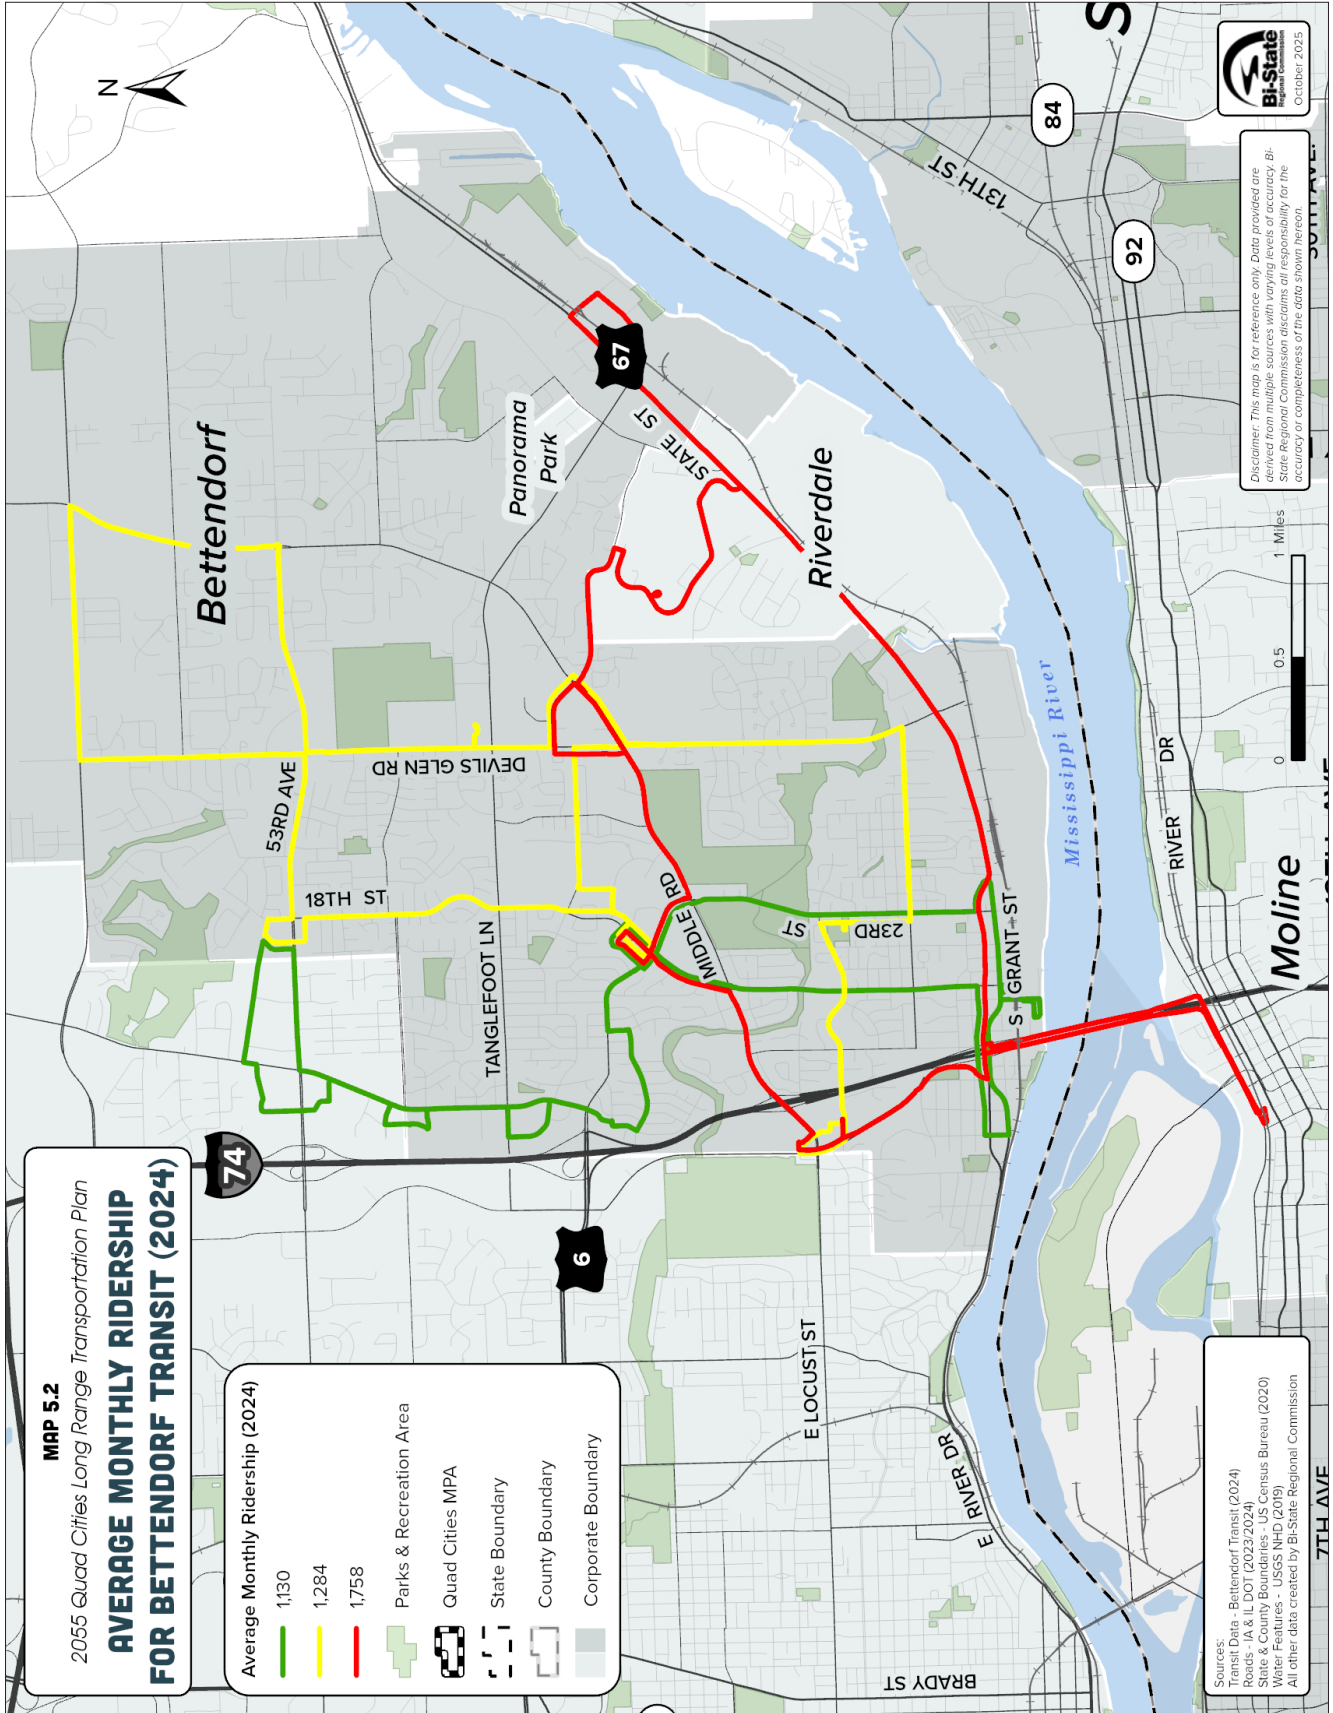 MAP 5.2
2055 Quad Cities Long Range Transportation Plan
AVERAGE MONTHLY RIDERSHIP
FOR BETTENDORF TRANSIT (2024)
Average Monthly Ridership (2024)
1,130
1,284
1,758
Parks & Recreation Area
Quad Cities MPA
State Boundary
County Boundary
Corporate Boundary
N
Bettendorf
Panorama
Park
Riverdale
Moline
Mississippi River
53RD AVE
18TH ST
DEVILS GLEN RD
TANGLEFOOT LN
MIDDLE RD
23RD ST
S GRANT ST
STATE ST
E LOCUST ST
E RIVER DR
BRADY ST
RIVER DR
13TH ST
7TH AVE
74
6
67
84
92
S
0
0.5
1 Miles
Sources:
Transit Data - Bettendorf Transit (2024)
Roads - IA & IL DOT (2023/2024)
State & County Boundaries - US Census Bureau (2020)
Water Features - USGS NHD (2019)
All other data created by Bi-State Regional Commission
Disclaimer: This map is for reference only. Data provided are
derived from multiple sources with varying levels of accuracy. Bi-
State Regional Commission disclaims all responsibility for the
accuracy or completeness of the data shown hereon.
Bi-State
Regional Commission
October 2025